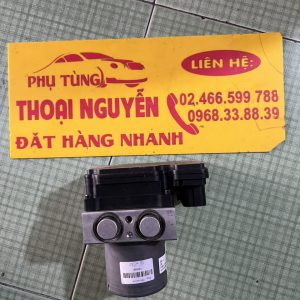 PHỤ TÙNG
THOẠI NGUYỄN
ĐẶT HÀNG NHANH
LIÊN HỆ:
02.466.599 788
0968.33.88.39